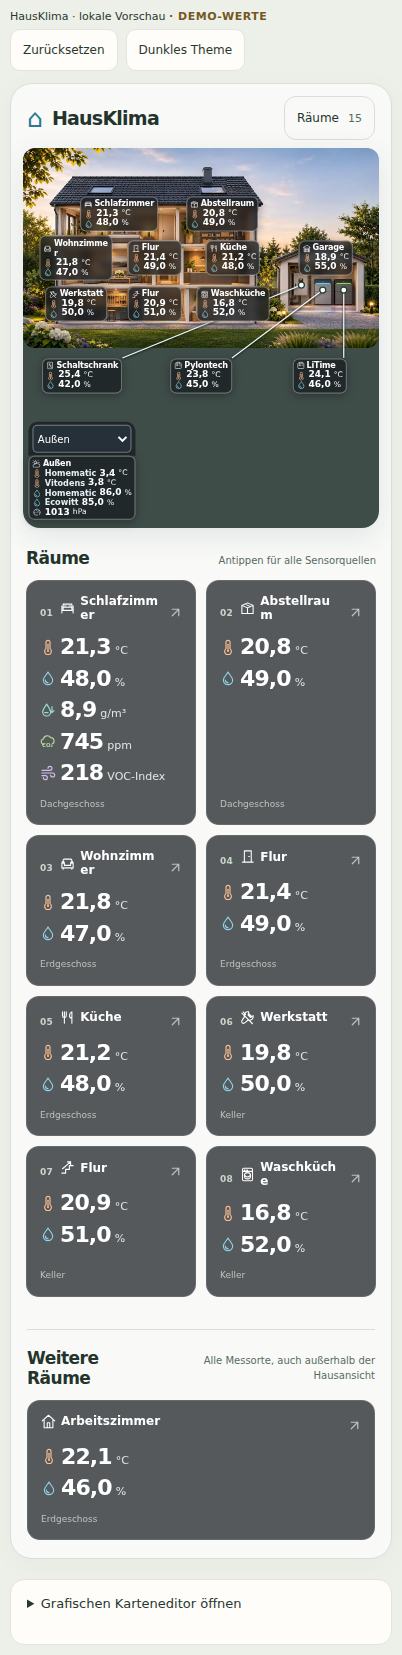 HausKlima · lokale Vorschau · DEMO-WERTE
Zurücksetzen Dunkles Theme
HausKlima
Räume 15
Schlafzimmer
21,3 °C
48,0 %
Abstellraum
20,8 °C
49,0 %
Wohnzimme
r
21,8 °C
47,0 %
Flur
21,4 °C
49,0 %
Küche
21,2 °C
48,0 %
Garage
18,9 °C
55,0 %
Werkstatt
19,8 °C
50,0 %
Flur
20,9 °C
51,0 %
Waschküche
16,8 °C
52,0 %
Schaltschrank
25,4 °C
42,0 %
Pylontech
23,8 °C
45,0 %
LiTime
24,1 °C
46,0 %
Außen
Außen
Homematic 3,4 °C
Vitodens 3,8 °C
Homematic 86,0 %
Ecowitt 85,0 %
1013 hPa
Räume
Antippen für alle Sensorquellen
01 Schlafzimm
er
21,3 °C
48,0 %
8,9 g/m³
CO₂ 745 ppm
218 VOC-Index
Dachgeschoss
02 Abstellrau
m
20,8 °C
49,0 %
Dachgeschoss
03 Wohnzimm
er
21,8 °C
47,0 %
Erdgeschoss
04 Flur
21,4 °C
49,0 %
Erdgeschoss
05 Küche
21,2 °C
48,0 %
Erdgeschoss
06 Werkstatt
19,8 °C
50,0 %
Keller
07 Flur
20,9 °C
51,0 %
Keller
08 Waschküch
e
16,8 °C
52,0 %
Keller
Weitere
Räume
Alle Messorte, auch außerhalb der
Hausansicht
Arbeitszimmer
22,1 °C
46,0 %
Erdgeschoss
Grafischen Karteneditor öffnen